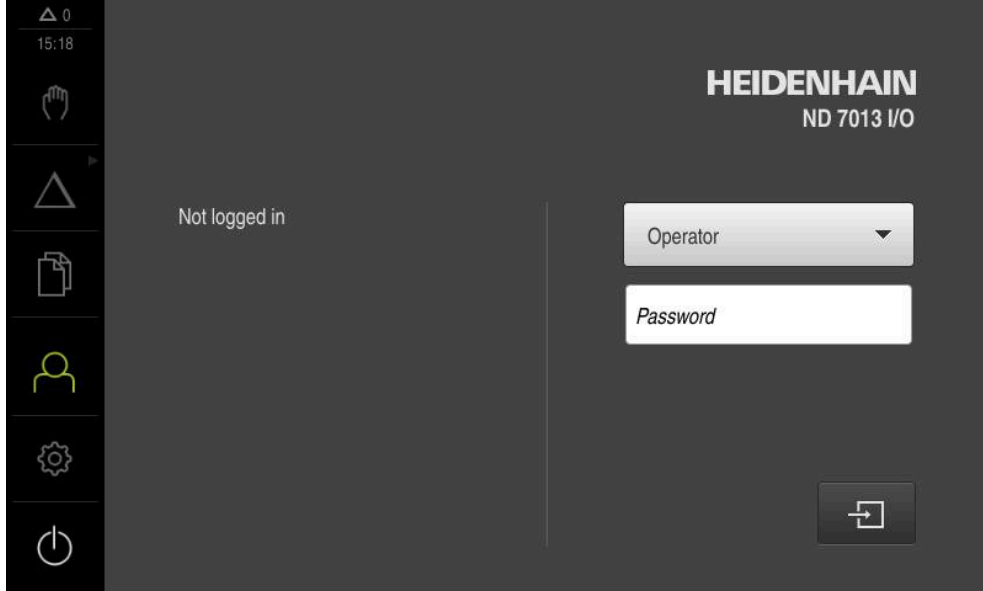 0
15:18
HEIDENHAIN
ND 7013 I/O
Not logged in
Operator
Password